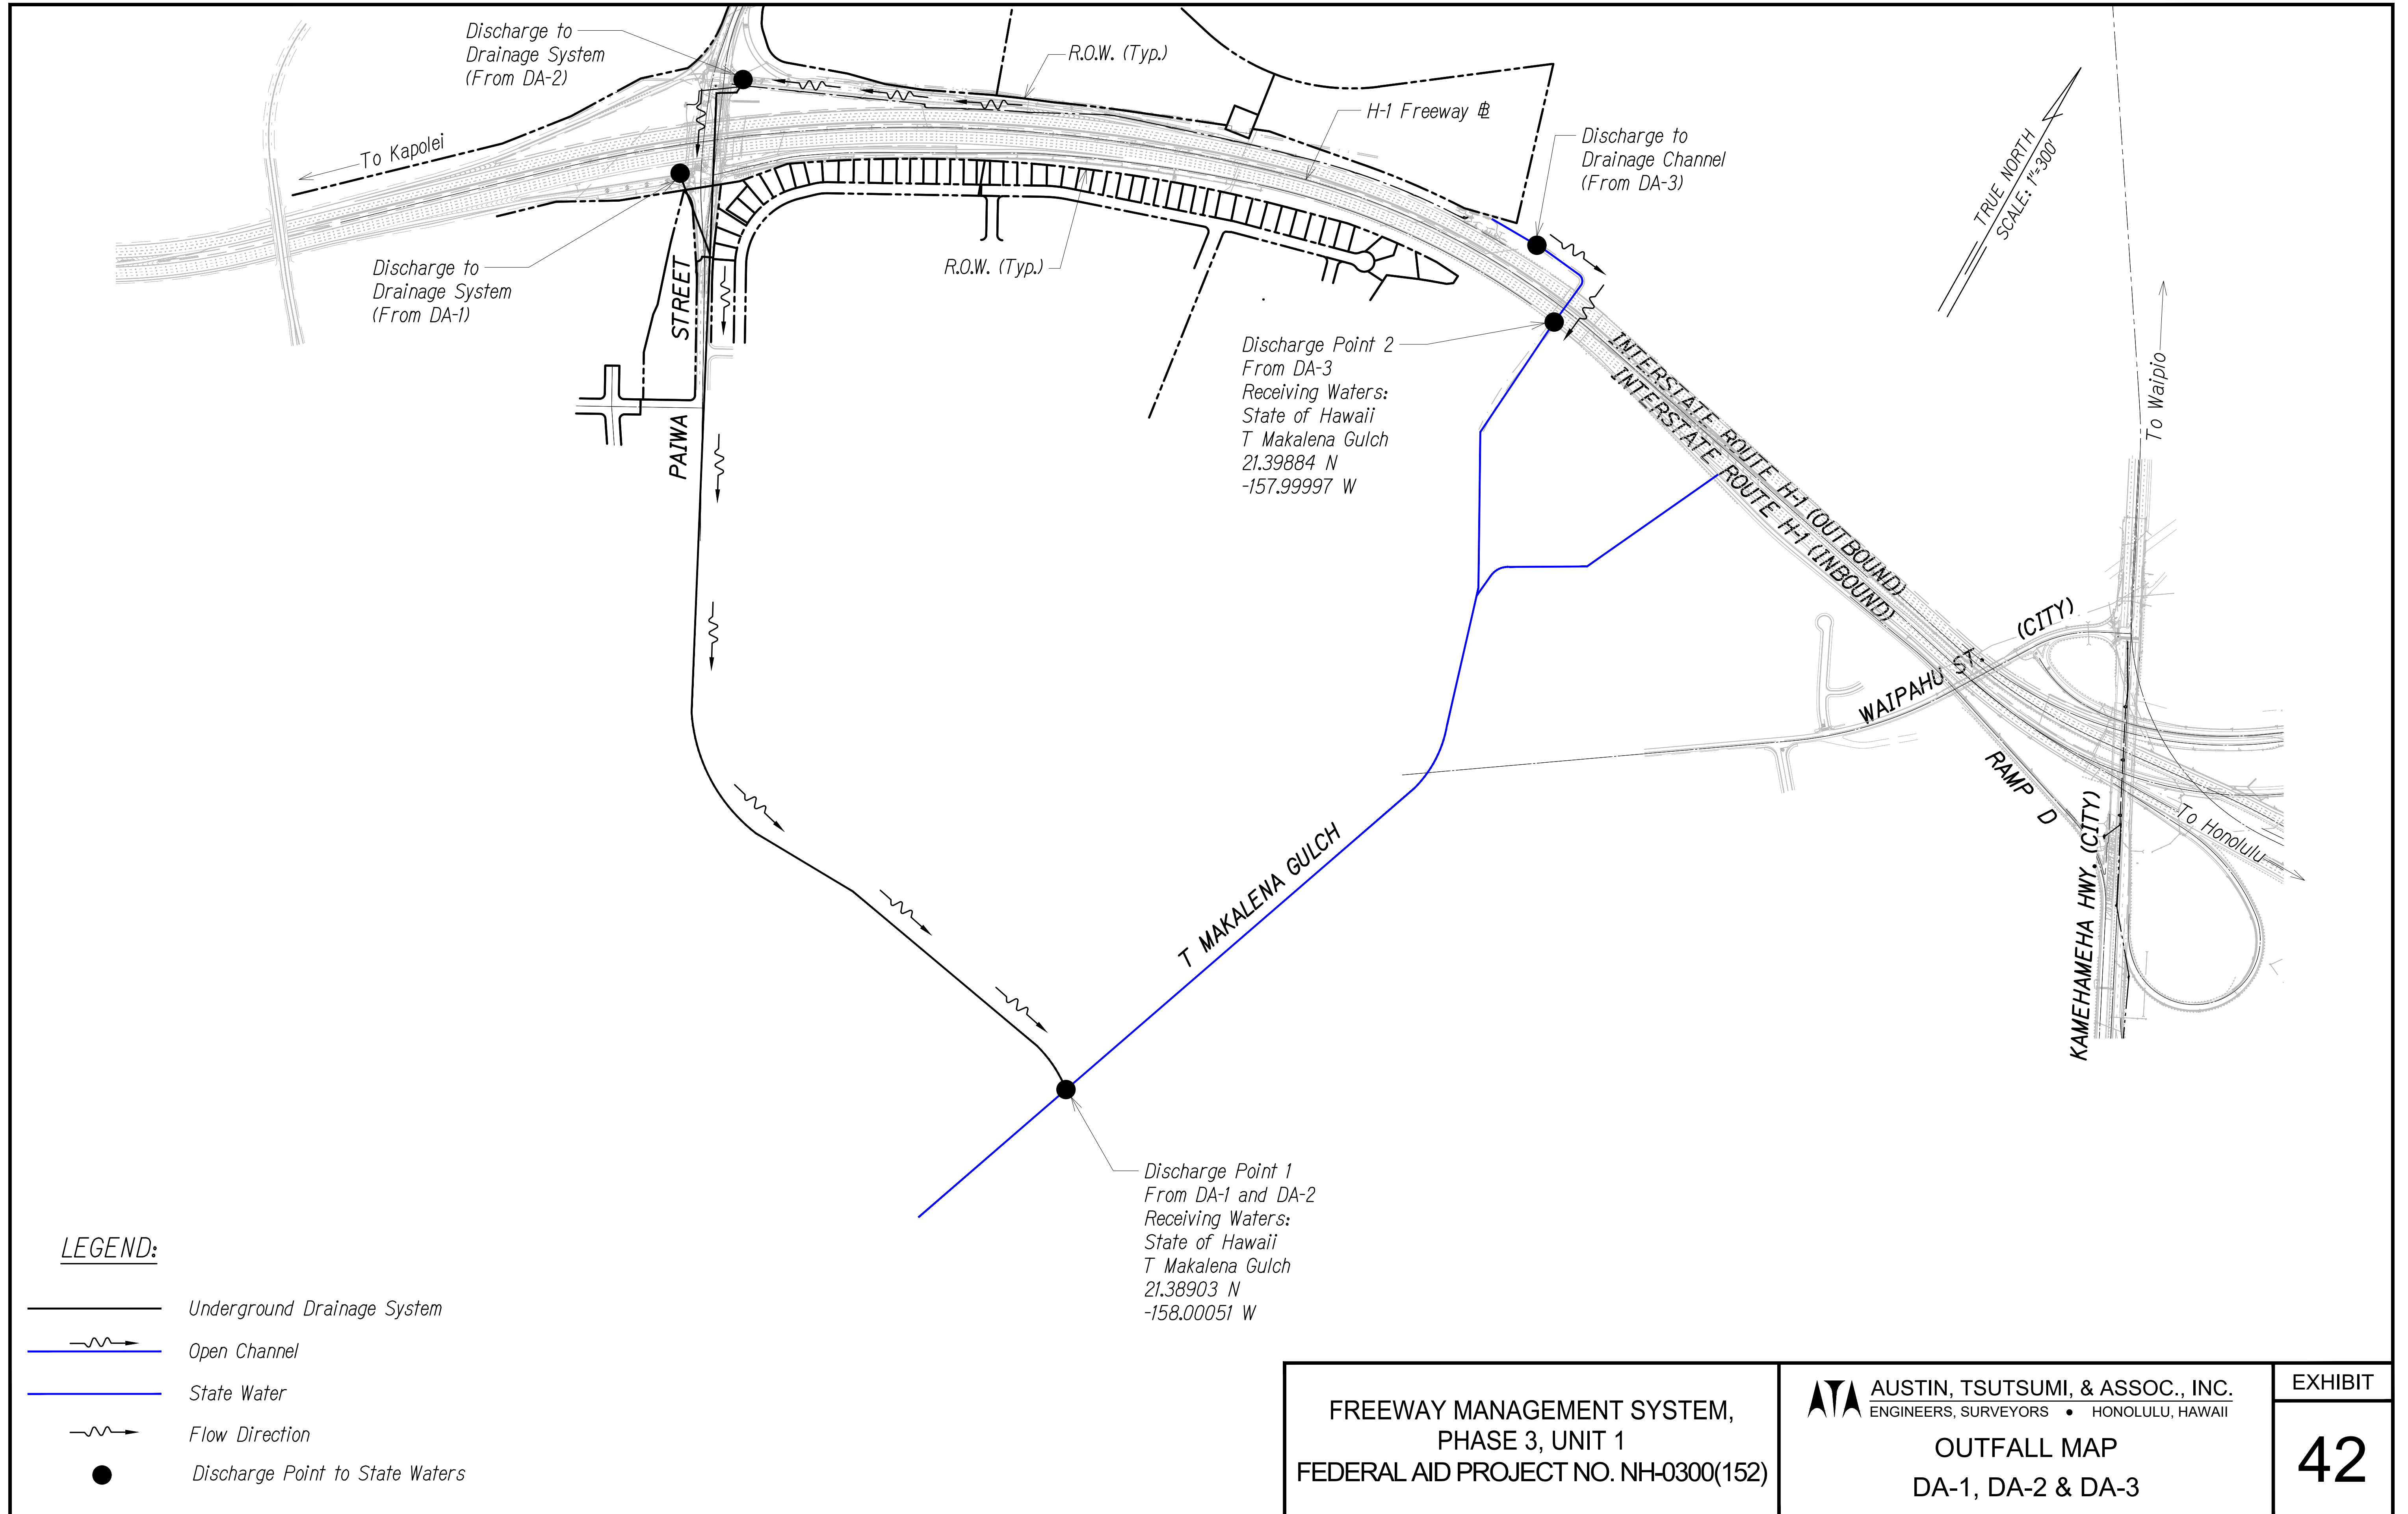 Discharge to
Drainage System
(From DA-2)
R.O.W. (Typ.)
H-1 Freeway ⅊
Discharge to
Drainage Channel
(From DA-3)
To Kapolei
TRUE NORTH
SCALE: 1"=300'
Discharge to
Drainage System
(From DA-1)
R.O.W. (Typ.)
PAIWA STREET
Discharge Point 2
From DA-3
Receiving Waters:
State of Hawaii
T Makalena Gulch
21.39884 N
-157.99997 W
INTERSTATE ROUTE H-1 (OUTBOUND)
INTERSTATE ROUTE H-1 (INBOUND)
To Waipio
WAIPAHU ST. (CITY)
RAMP D
KAMEHAMEHA HWY. (CITY)
To Honolulu
T MAKALENA GULCH
Discharge Point 1
From DA-1 and DA-2
Receiving Waters:
State of Hawaii
T Makalena Gulch
21.38903 N
-158.00051 W
LEGEND:
Underground Drainage System
Open Channel
State Water
Flow Direction
Discharge Point to State Waters
FREEWAY MANAGEMENT SYSTEM,
PHASE 3, UNIT 1
FEDERAL AID PROJECT NO. NH-0300(152)
ATA AUSTIN, TSUTSUMI, & ASSOC., INC.
ENGINEERS, SURVEYORS • HONOLULU, HAWAII
OUTFALL MAP
DA-1, DA-2 & DA-3
EXHIBIT
42